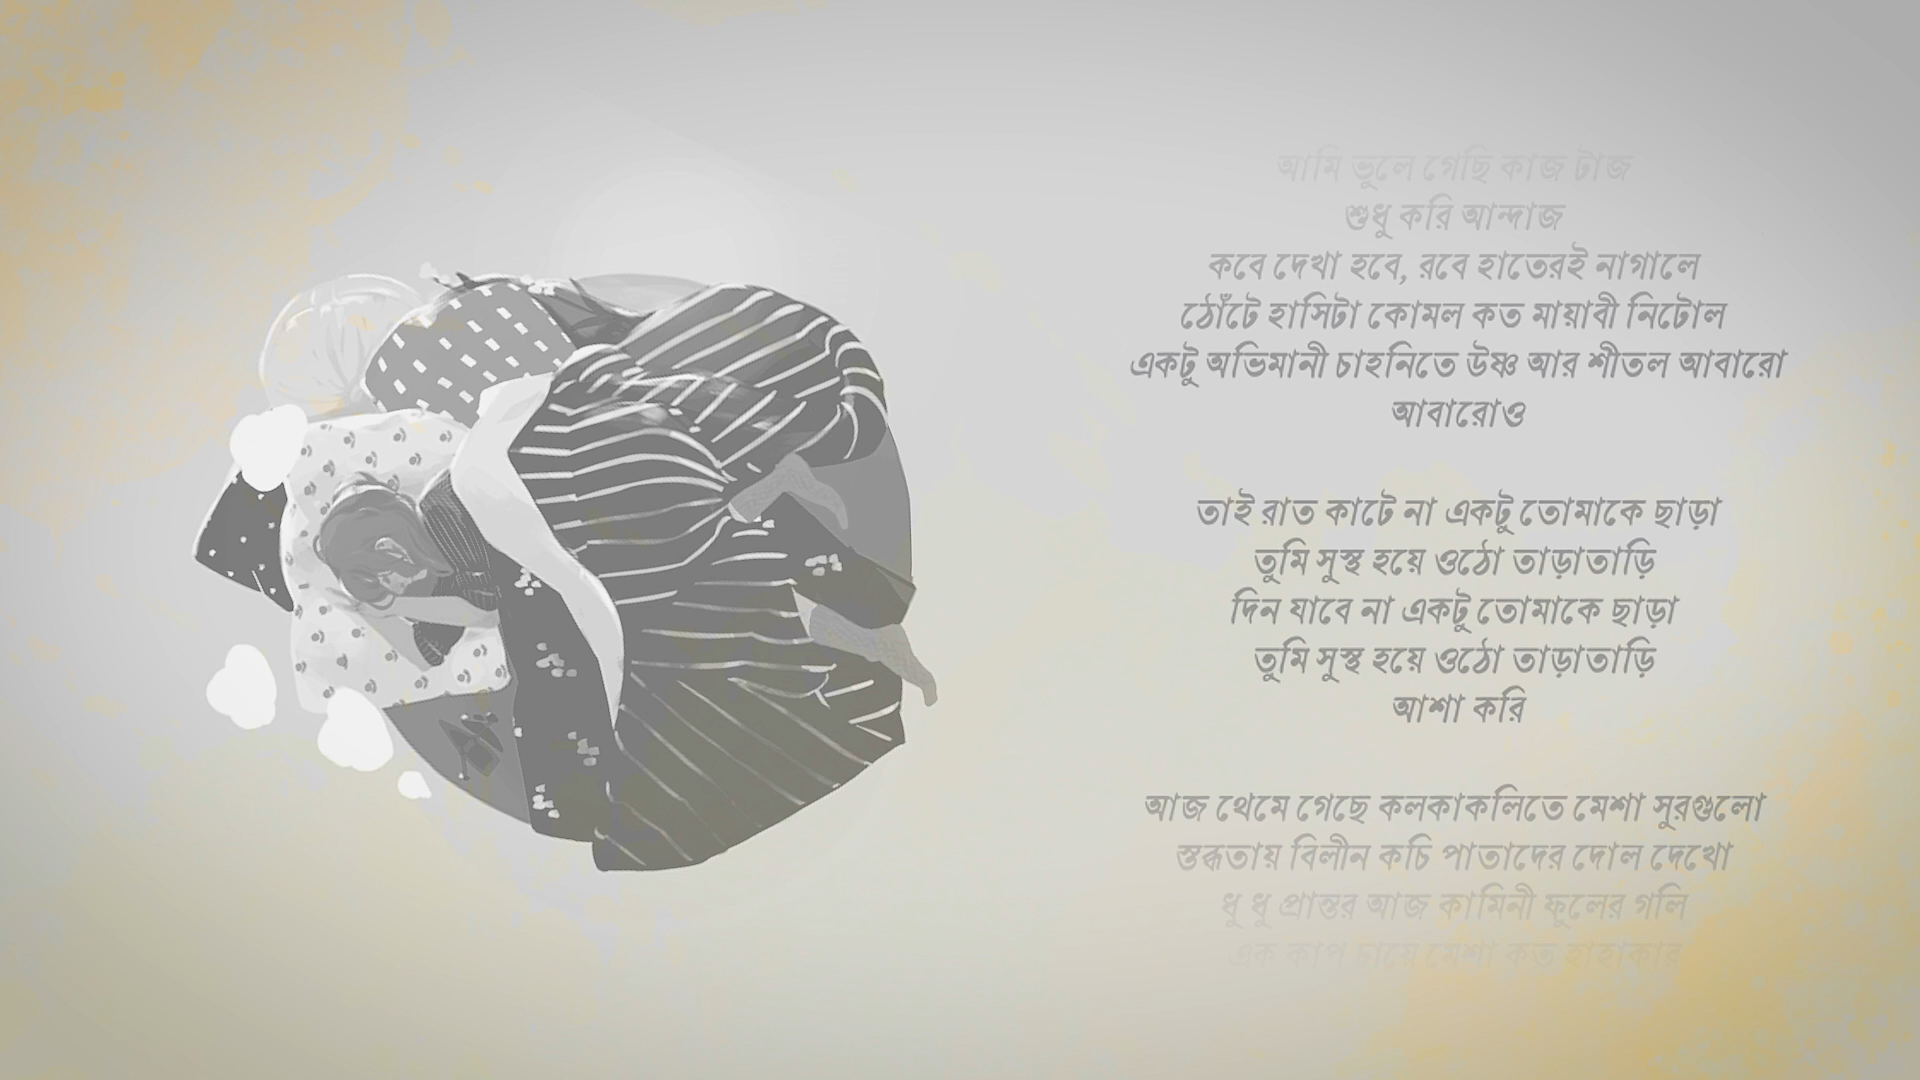 আমি ভুলে গেছি কাজ টাজ
শুধু করি আন্দাজ
কবে দেখা হবে, রবে হাতেরই নাগালে
ঠোঁটে হাসিটা কোমল কত মায়াবী নিটোল
একটু অভিমানী চাহনিতে উষ্ণ আর শীতল আবারো
আবারোও
তাই রাত কাটে না একটু তোমাকে ছাড়া
তুমি সুস্থ হয়ে ওঠো তাড়াতাড়ি
দিন যাবে না একটু তোমাকে ছাড়া
তুমি সুস্থ হয়ে ওঠো তাড়াতাড়ি
আশা করি
আজ থেমে গেছে কলকাকলিতে মেশা সুরগুলো
স্তব্ধতায় বিলীন কচি পাতাদের দোল দেখো
ধু ধু প্রান্তর আজ কামিনী ফুলের গলি
এক কাপ চায়ে মেশা কত হাহাকার